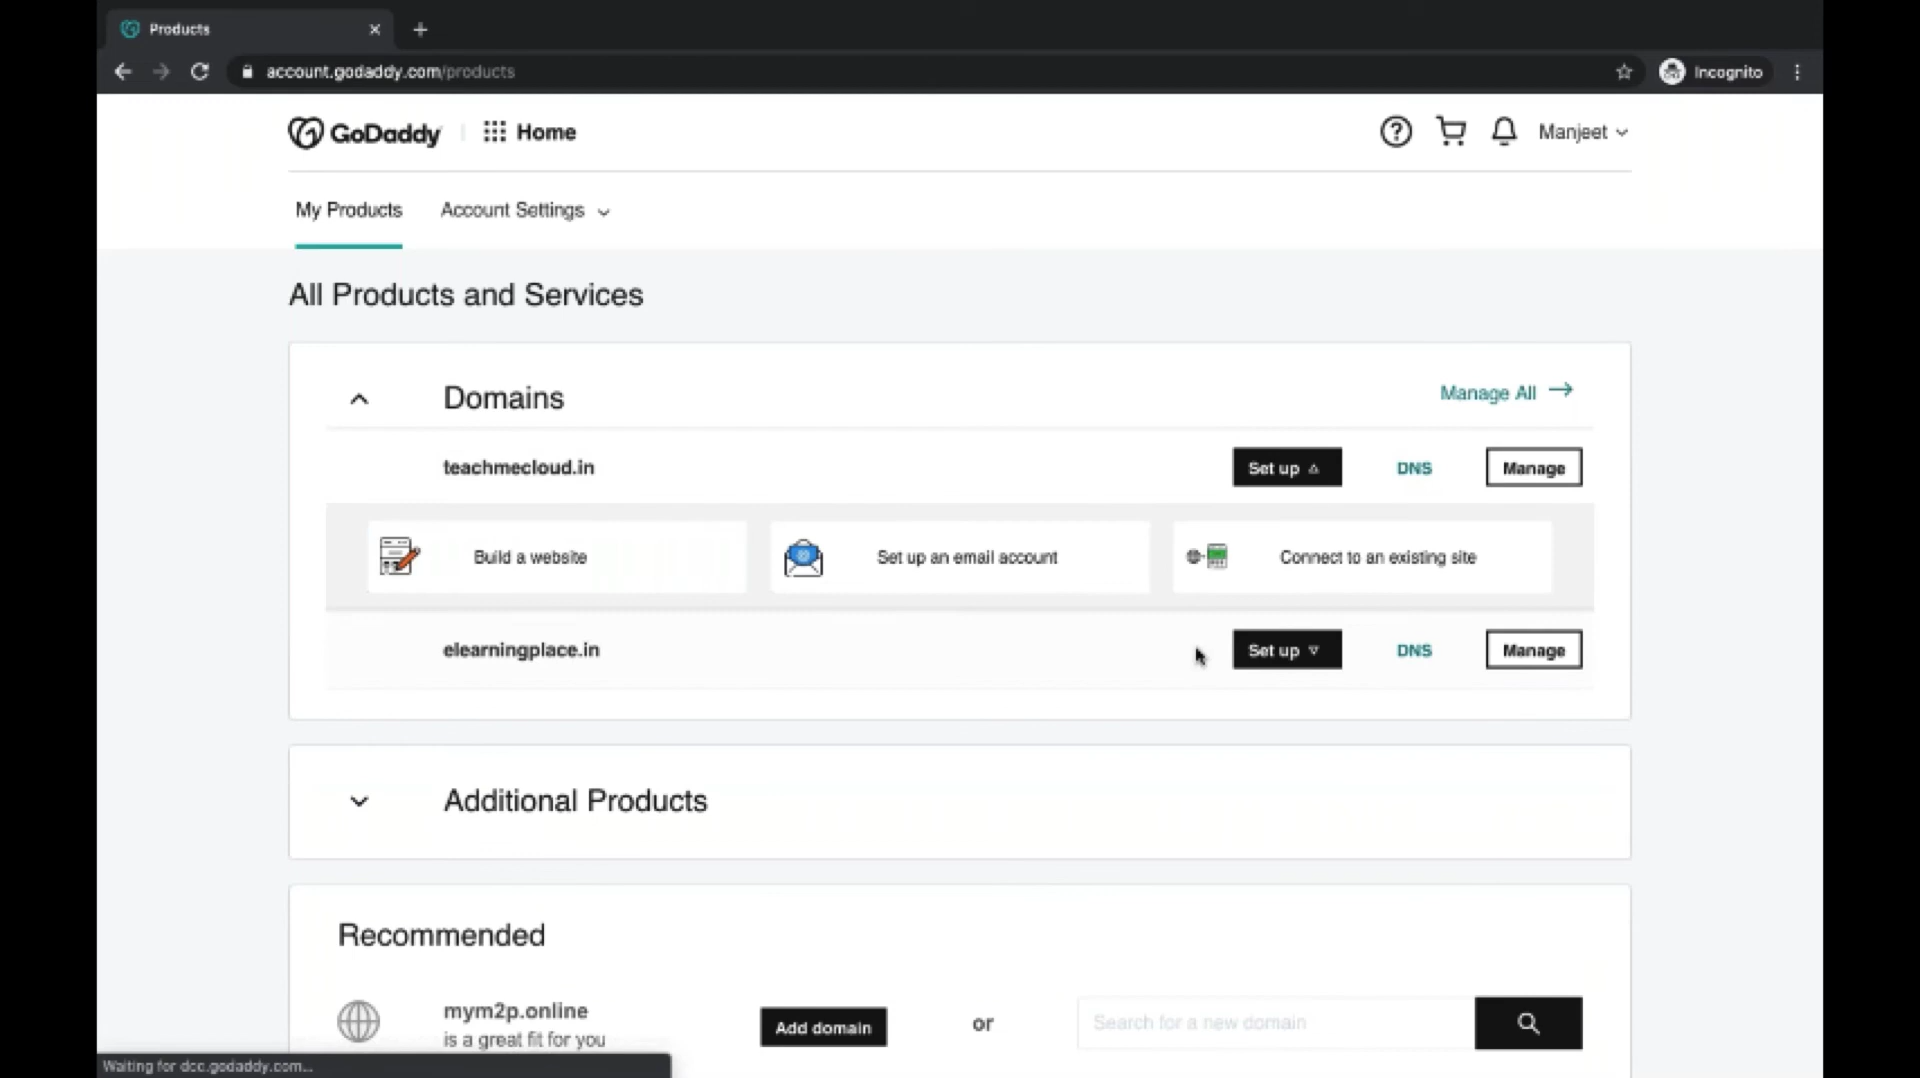 Products
account.godaddy.com/products
Incognito
GoDaddy
Home
Manjeet
My Products
Account Settings
All Products and Services
Domains
Manage All
teachmecloud.in
Set up
DNS
Manage
Build a website
Set up an email account
Connect to an existing site
elearningplace.in
Set up
DNS
Manage
Additional Products
Recommended
mym2p.online
is a great fit for you
Add domain
or
Search for a new domain
Waiting for dcc.godaddy.com...